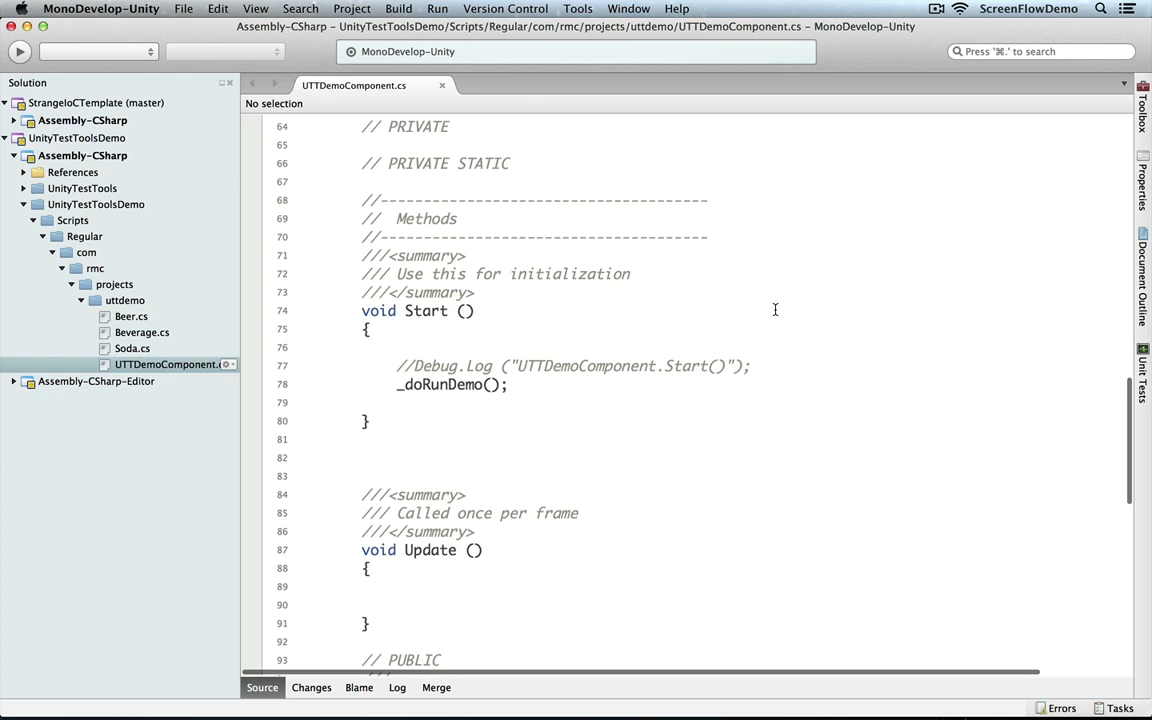 MonoDevelop-Unity File Edit View Search Project Build Run Version Control Tools Window Help ScreenFlowDemo
Assembly-CSharp – UnityTestToolsDemo/Scripts/Regular/com/rmc/projects/uttdemo/UTTDemoComponent.cs – MonoDevelop-Unity
MonoDevelop-Unity
Press '⌘.' to search
Solution
StrangeIoCTemplate (master)
Assembly-CSharp
UnityTestToolsDemo
Assembly-CSharp
References
UnityTestTools
UnityTestToolsDemo
Scripts
Regular
com
rmc
projects
uttdemo
Beer.cs
Beverage.cs
Soda.cs
UTTDemoComponent.c
Assembly-CSharp-Editor
UTTDemoComponent.cs
No selection
64 // PRIVATE
65
66 // PRIVATE STATIC
67
68 //--------------------------------------
69 //  Methods
70 //--------------------------------------
71 ///<summary>
72 /// Use this for initialization
73 ///</summary>
74 void Start ()
75 {
76
77 //Debug.Log ("UTTDemoComponent.Start()");
78 _doRunDemo();
79
80 }
81
82
83
84 ///<summary>
85 /// Called once per frame
86 ///</summary>
87 void Update ()
88 {
89
90
91 }
92
93 // PUBLIC
Source Changes Blame Log Merge
Toolbox
Properties
Document Outline
Unit Tests
Errors Tasks